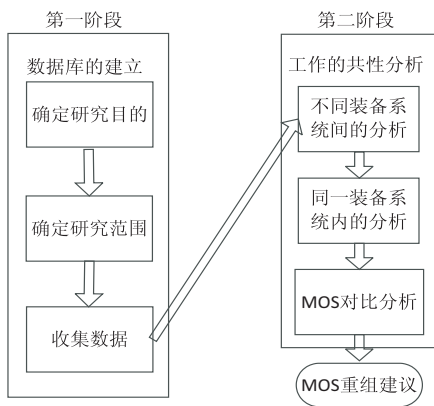 第一阶段
数据库的建立
确定研究目的
确定研究范围
收集数据
第二阶段
工作的共性分析
不同装备系
统间的分析
同一装备系
统内的分析
MOS对比分析
MOS重组建议